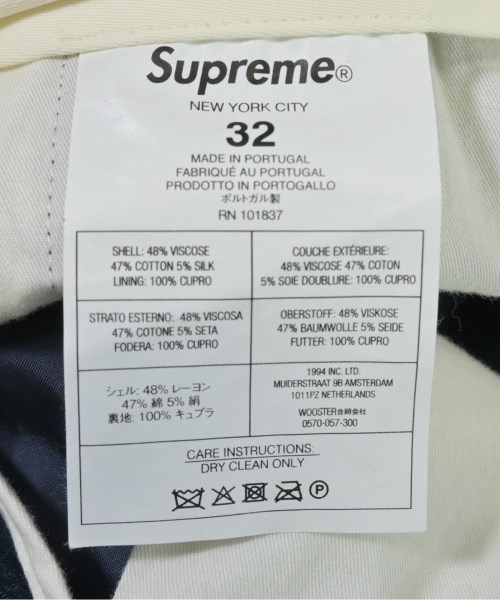 Supreme®
NEW YORK CITY
32
MADE IN PORTUGAL
FABRIQUÉ AU PORTUGAL
PRODOTTO IN PORTOGALLO
ポルトガル製
RN 101837
SHELL: 48% VISCOSE
47% COTTON 5% SILK
LINING: 100% CUPRO
COUCHE EXTÉRIEURE:
48% VISCOSE 47% COTON
5% SOIE DOUBLURE: 100% CUPRO
STRATO ESTERNO: 48% VISCOSA
47% COTONE 5% SETA
FODERA: 100% CUPRO
OBERSTOFF: 48% VISKOSE
47% BAUMWOLLE 5% SEIDE
FUTTER: 100% CUPRO
シェル: 48% レーヨン
47% 綿 5% 絹
裏地: 100% キュプラ
1994 INC. LTD.
MUIDERSTRAAT 9B AMSTERDAM
1011PZ NETHERLANDS
WOOSTER合同会社
0570-057-300
CARE INSTRUCTIONS:
DRY CLEAN ONLY
P